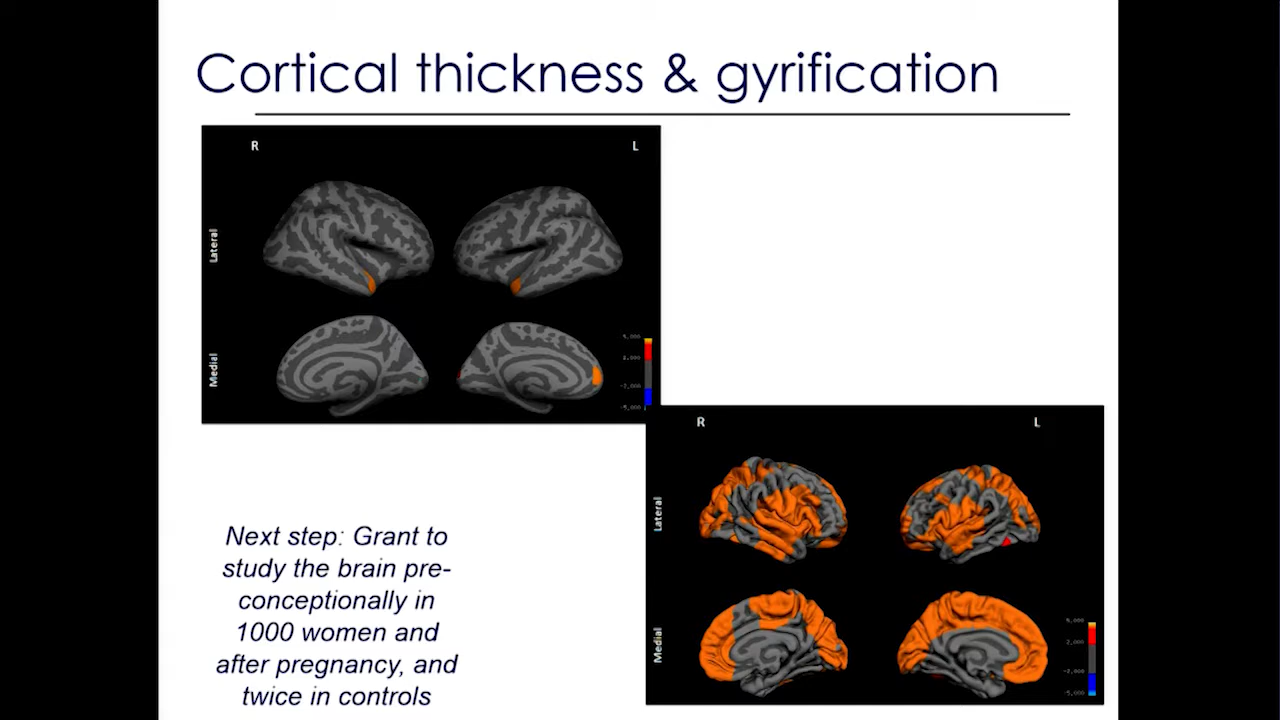 Cortical thickness & gyrification
R
L
Lateral
Medial
R
L
Lateral
Medial
Next step: Grant to
study the brain pre-
conceptionally in
1000 women and
after pregnancy, and
twice in controls